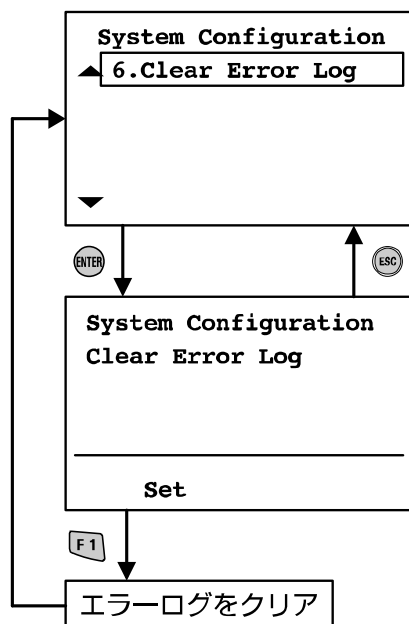 System Configuration
6.Clear Error Log
ENTER
ESC
System Configuration
Clear Error Log
Set
F1
エラーログをクリア